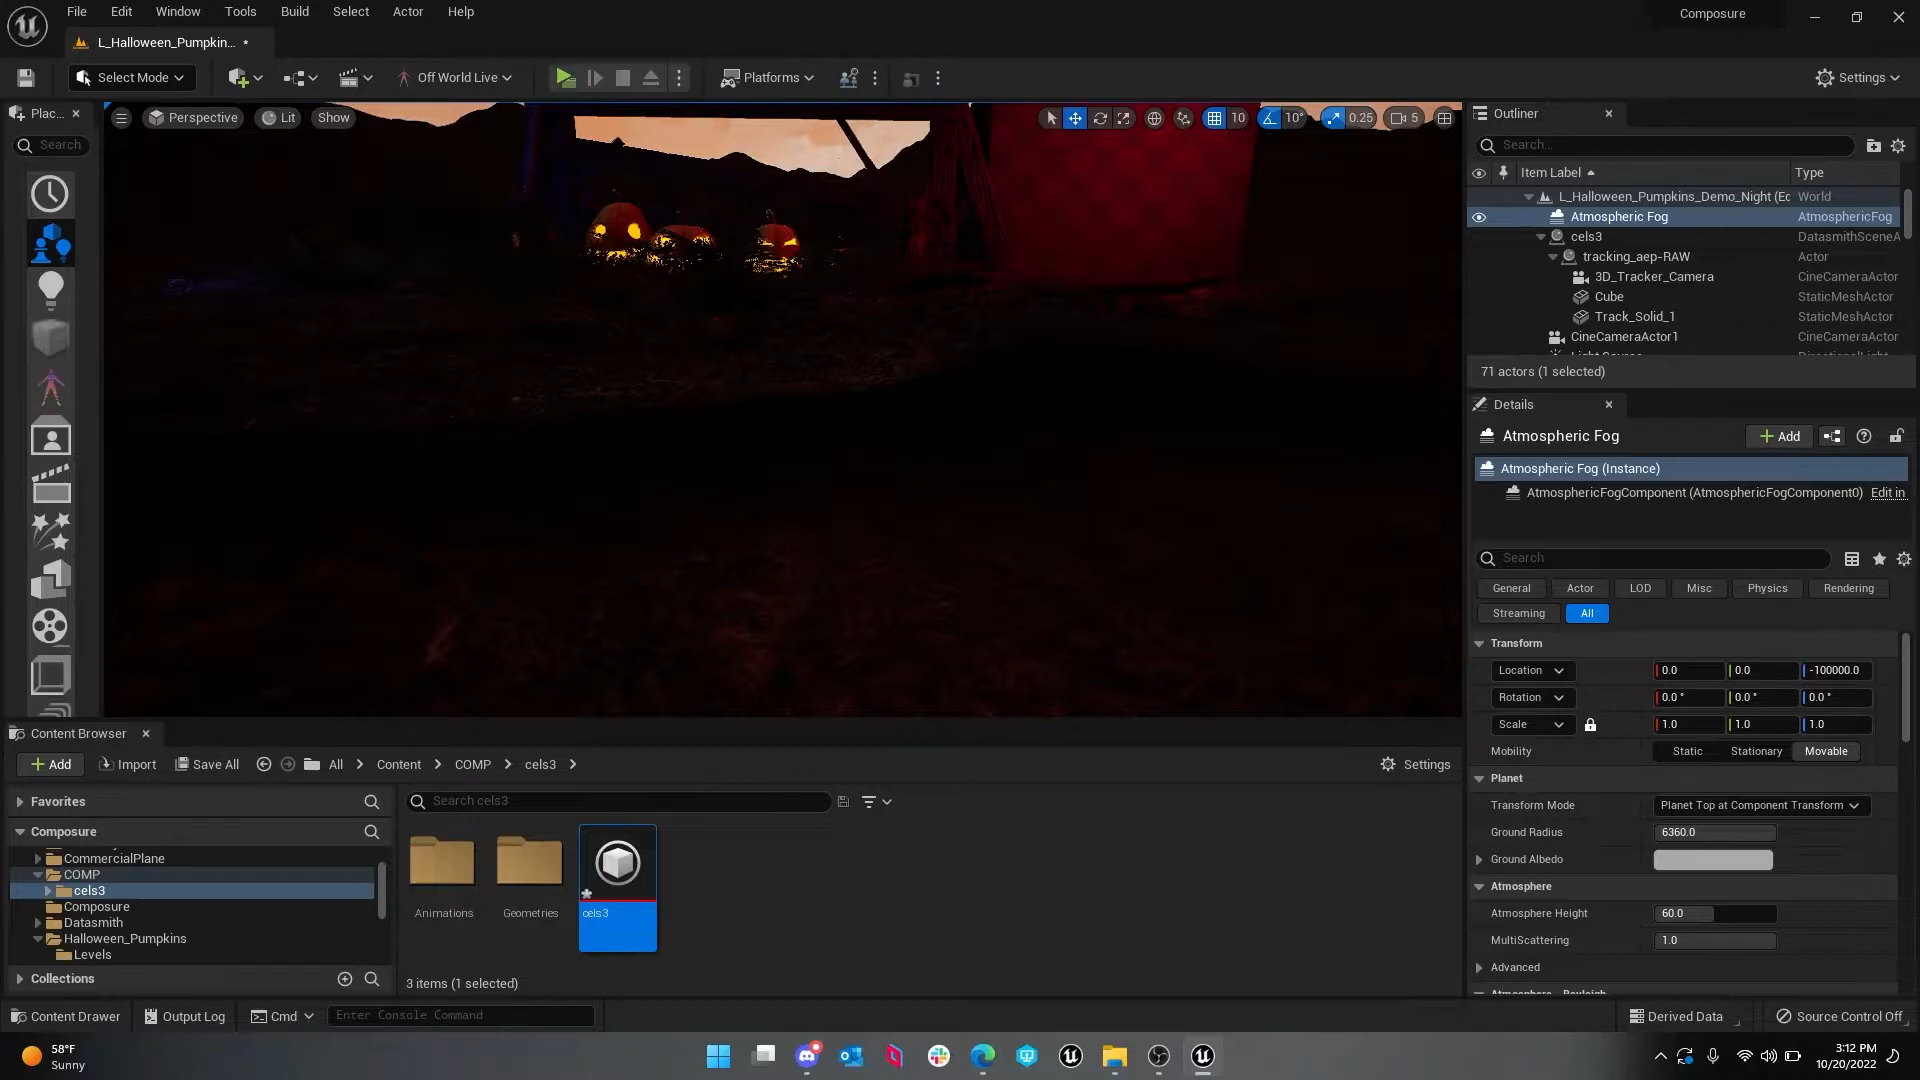 File Edit Window Tools Build Select Actor Help
Composure
L_Halloween_Pumpkin... •
Select Mode
Off World Live
Platforms
Settings
Plac...
Search
Perspective
Lit
Show
10
10°
0.25
5
Outliner
Search...
Item Label
Type
L_Halloween_Pumpkins_Demo_Night (Ec World
Atmospheric Fog AtmosphericFog
cels3 DatasmithSceneA
tracking_aep-RAW Actor
3D_Tracker_Camera CineCameraActor
Cube StaticMeshActor
Track_Solid_1 StaticMeshActor
CineCameraActor1 CineCameraActor
71 actors (1 selected)
Details
Atmospheric Fog
Add
Atmospheric Fog (Instance)
AtmosphericFogComponent (AtmosphericFogComponent0) Edit in
Search
General Actor LOD Misc Physics Rendering
Streaming All
Transform
Location 0.0 0.0 -100000.0
Rotation 0.0 ° 0.0 ° 0.0 °
Scale 1.0 1.0 1.0
Mobility Static Stationary Movable
Planet
Transform Mode Planet Top at Component Transform
Ground Radius 6360.0
Ground Albedo
Atmosphere
Atmosphere Height 60.0
MultiScattering 1.0
Advanced
Content Browser
Add Import Save All All Content COMP cels3 Settings
Favorites
Search cels3
Composure
CommercialPlane
COMP
cels3
Composure
Datasmith
Halloween_Pumpkins
Levels
Collections
Animations
Geometries
cels3
3 items (1 selected)
Content Drawer
Output Log
Cmd
Enter Console Command
Derived Data
Source Control Off
58°F
Sunny
3:12 PM
10/20/2022